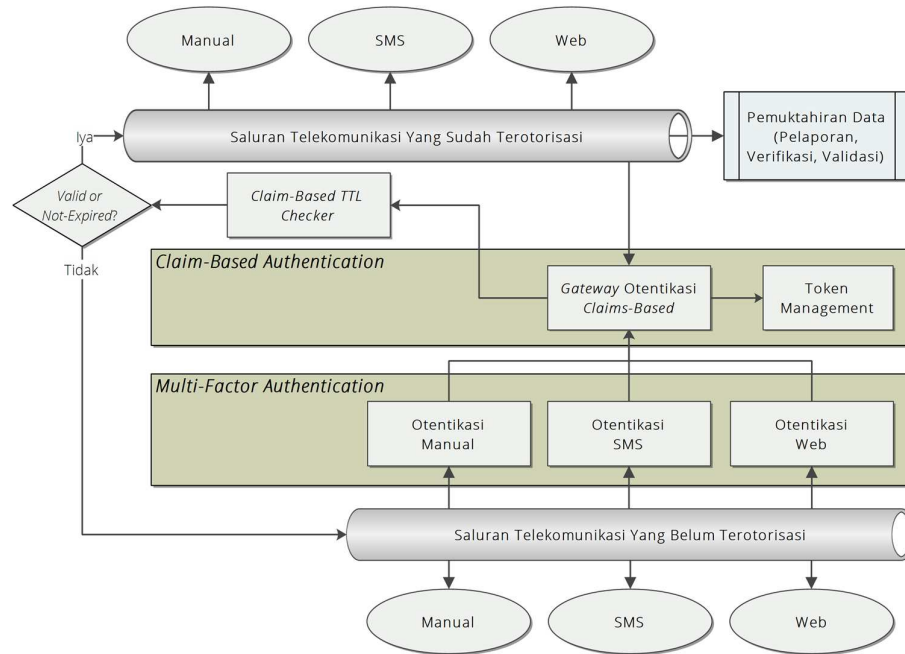 Manual
SMS
Web
Saluran Telekomunikasi Yang Sudah Terotorisasi
Pemuktahiran Data
(Pelaporan,
Verifikasi, Validasi)
Iya
Valid or
Not-Expired?
Claim-Based TTL
Checker
Tidak
Claim-Based Authentication
Gateway Otentikasi
Claims-Based
Token
Management
Multi-Factor Authentication
Otentikasi
Manual
Otentikasi
SMS
Otentikasi
Web
Saluran Telekomunikasi Yang Belum Terotorisasi
Manual
SMS
Web